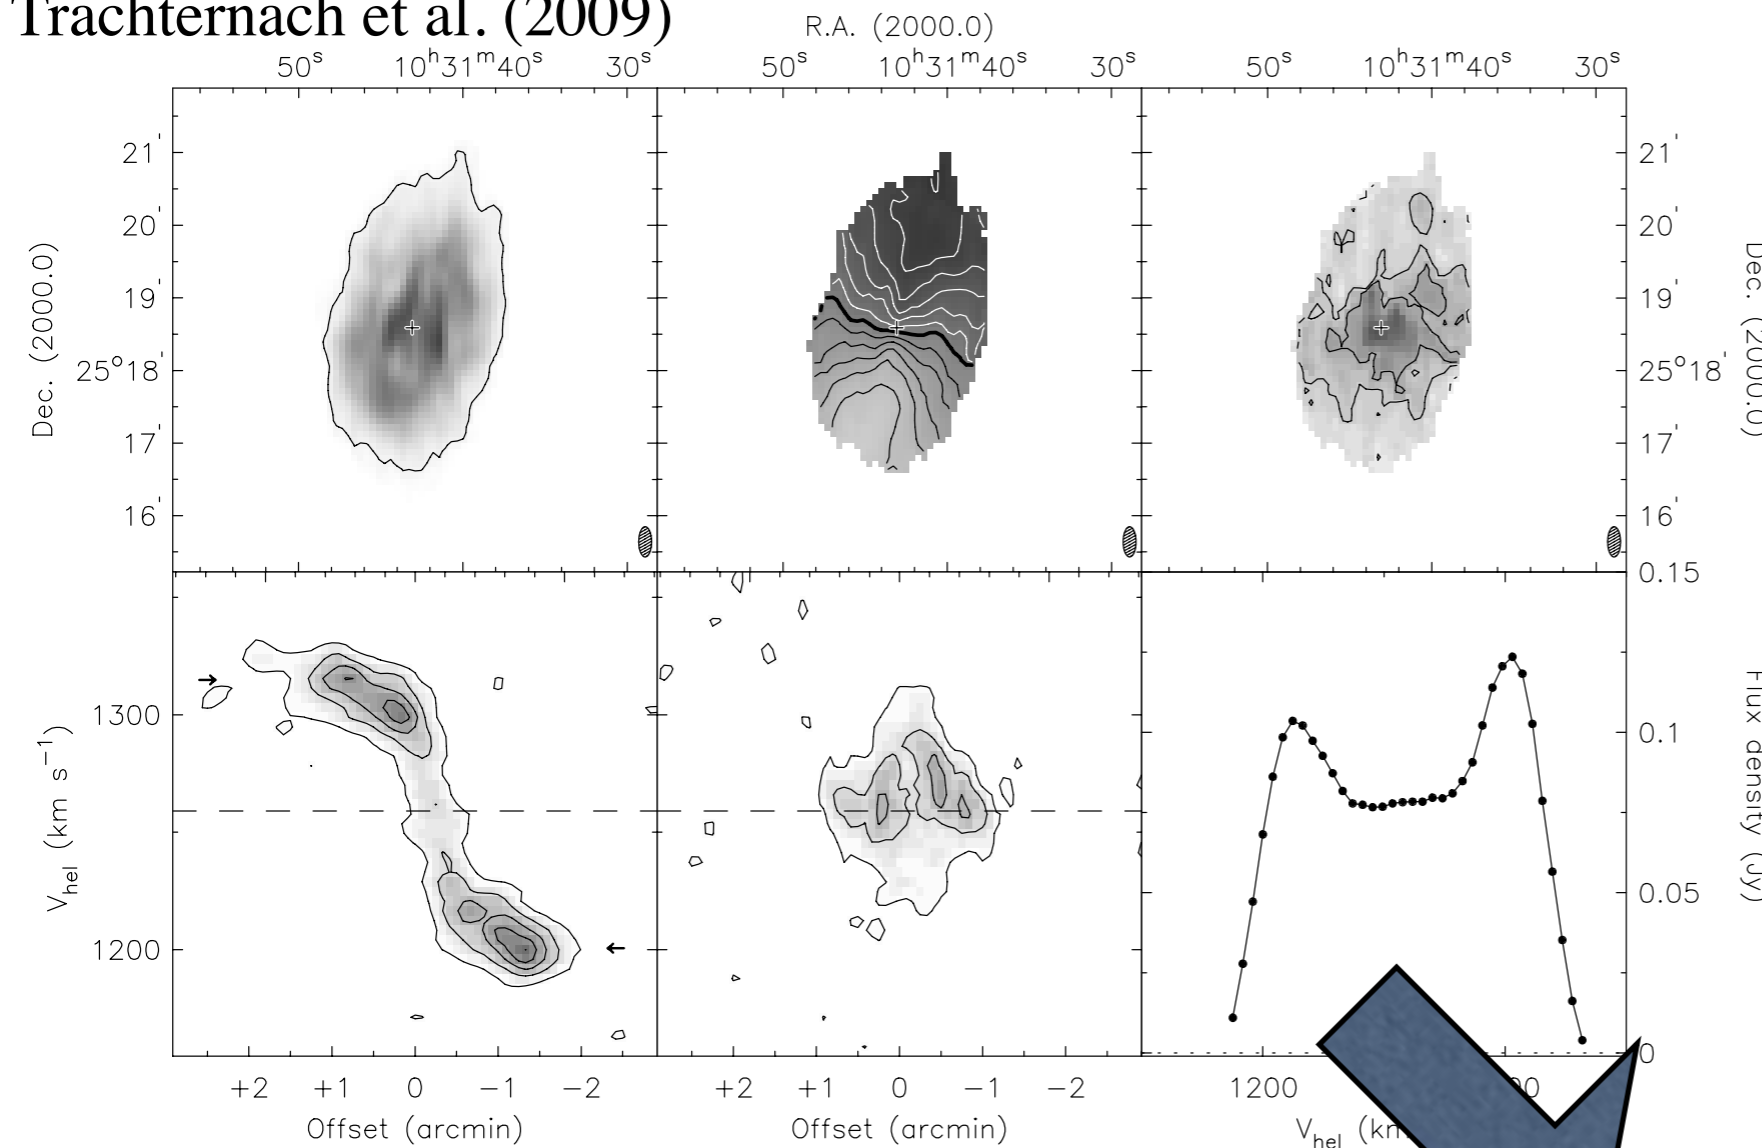 Trachternach et al. (2009)
R.A. (2000.0)
50ˢ 10ʰ31ᵐ40ˢ 30ˢ 50ˢ 10ʰ31ᵐ40ˢ 30ˢ 50ˢ 10ʰ31ᵐ40ˢ 30ˢ
21' 21'
20' 20'
19' 19'
25°18' 25°18'
17' 17'
16' 16'
Dec. (2000.0) Dec. (2000.0)
0.15
1300 0.1
0.05
1200 0
V_hel (km s⁻¹) Flux density (Jy)
+2 +1 0 −1 −2 +2 +1 0 −1 −2 1200
Offset (arcmin) Offset (arcmin) V_hel